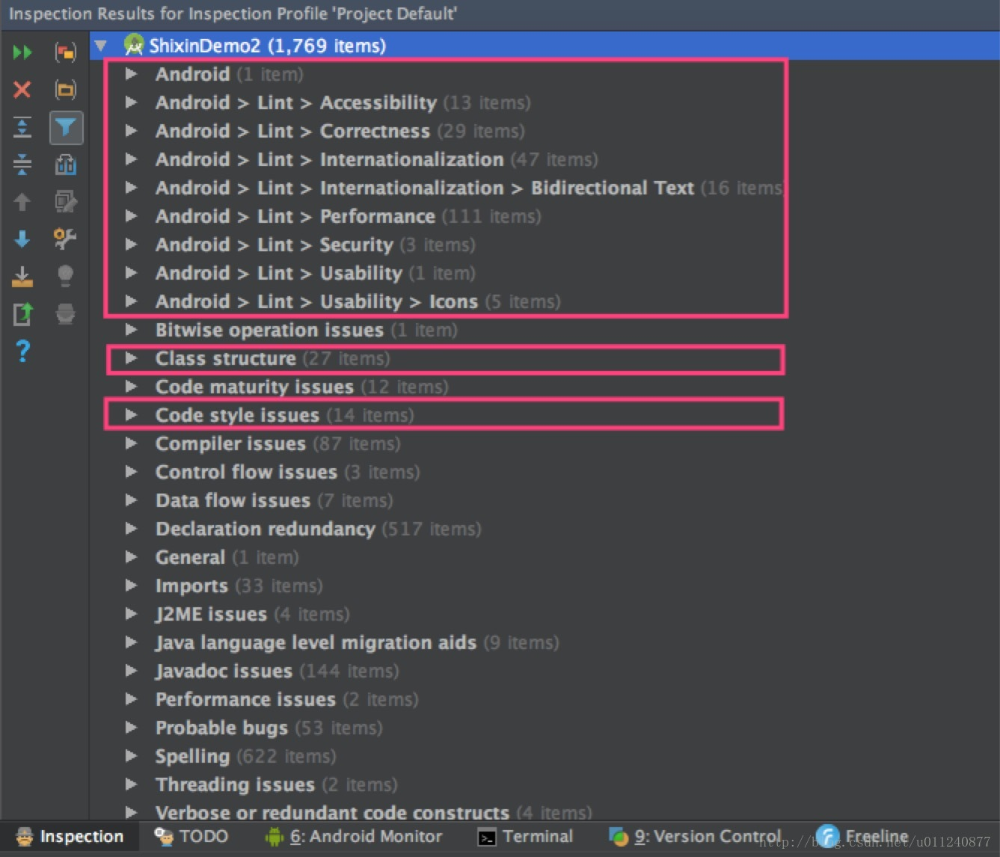 Inspection Results for Inspection Profile 'Project Default'
ShixinDemo2 (1,769 items)
Android (1 item)
Android > Lint > Accessibility (13 items)
Android > Lint > Correctness (29 items)
Android > Lint > Internationalization (47 items)
Android > Lint > Internationalization > Bidirectional Text (16 items
Android > Lint > Performance (111 items)
Android > Lint > Security (3 items)
Android > Lint > Usability (1 item)
Android > Lint > Usability > Icons (5 items)
Bitwise operation issues (1 item)
Class structure (27 items)
Code maturity issues (12 items)
Code style issues (14 items)
Compiler issues (87 items)
Control flow issues (3 items)
Data flow issues (7 items)
Declaration redundancy (517 items)
General (1 item)
Imports (33 items)
J2ME issues (4 items)
Java language level migration aids (9 items)
Javadoc issues (144 items)
Performance issues (2 items)
Probable bugs (53 items)
Spelling (622 items)
Threading issues (2 items)
Verbose or redundant code constructs (4 items)
Inspection TODO 6: Android Monitor Terminal 9: Version Control Freeline
http://blog.csdn.net/u011240877